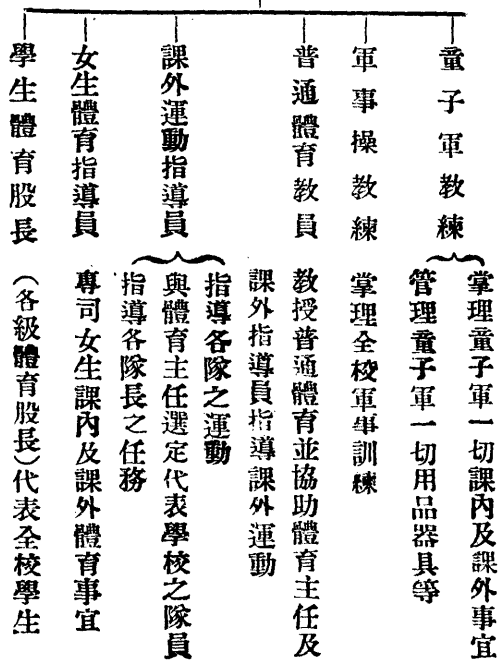 童子軍教練
掌理童子軍一切課內及課外事宜
管理童子軍一切用品器具等
軍事操教練
掌理全校軍事訓練
普通體育教員
教授普通體育並協助體育主任及
課外指導員指導課外運動
課外運動指導員
指導各隊之運動
與體育主任選定代表學校之隊員
指導各隊長之任務
女生體育指導員
專司女生課內及課外體育事宜
學生體育股長
(各級體育股長)代表全校學生